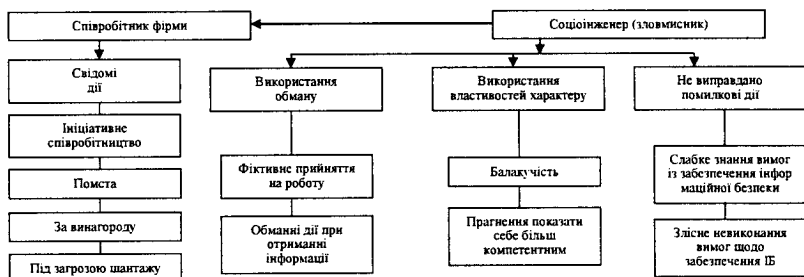 Співробітник фірми
Соціоінженер (зловмисник)
Свідомі
дії
Використання
обману
Використання
властивостей характеру
Не виправдано
помилкові дії
Ініціативне
співробітництво
Фіктивне прийняття
на роботу
Балакучість
Слабке знання вимог
із забезпечення інфор
маційної безпеки
Помста
За винагороду
Обманні дії при
отриманні
інформації
Прагнення показати
себе більш
компетентним
Злісне невиконання
вимог щодо
забезпечення ІБ
Під загрозою шантажу